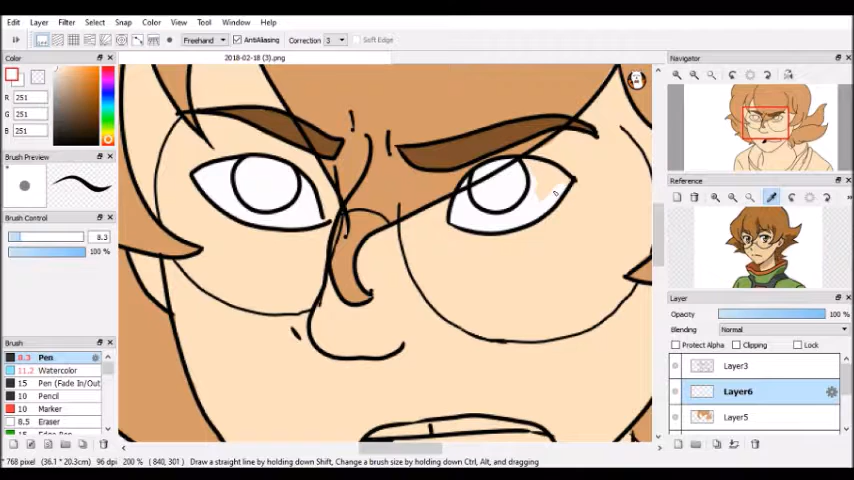 Edit Layer Filter Select Snap Color View Tool Window Help
Freehand AntiAliasing Correction 3 Soft Edge
Color
2018-02-18 (3).png
Navigator
R 251
G 251
B 251
Brush Preview
Reference
Brush Control
8.3
100 %
Layer
Opacity 100 %
Blending Normal
Protect Alpha Clipping Lock
Brush
8.3 Pen
11.2 Watercolor
15 Pen (Fade In/Out
10 Pencil
10 Marker
8.5 Eraser
Layer3
Layer6
Layer5
* 768 pixel (36.1 * 20.3cm) 96 dpi 200 % ( 840, 301) Draw a straight line by holding down Shift, Change a brush size by holding down Ctrl, Alt, and dragging